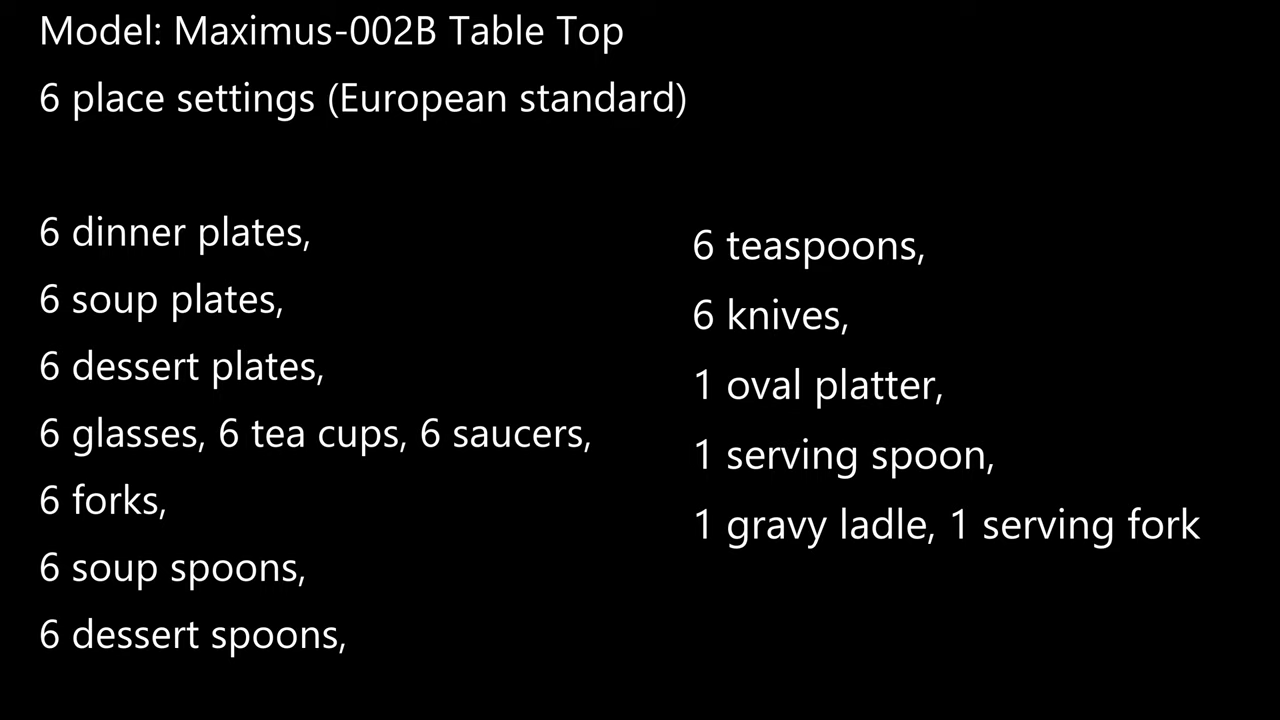 Model: Maximus-002B Table Top
6 place settings (European standard)
6 dinner plates,
6 soup plates,
6 dessert plates,
6 glasses, 6 tea cups, 6 saucers,
6 forks,
6 soup spoons,
6 dessert spoons,
6 teaspoons,
6 knives,
1 oval platter,
1 serving spoon,
1 gravy ladle, 1 serving fork